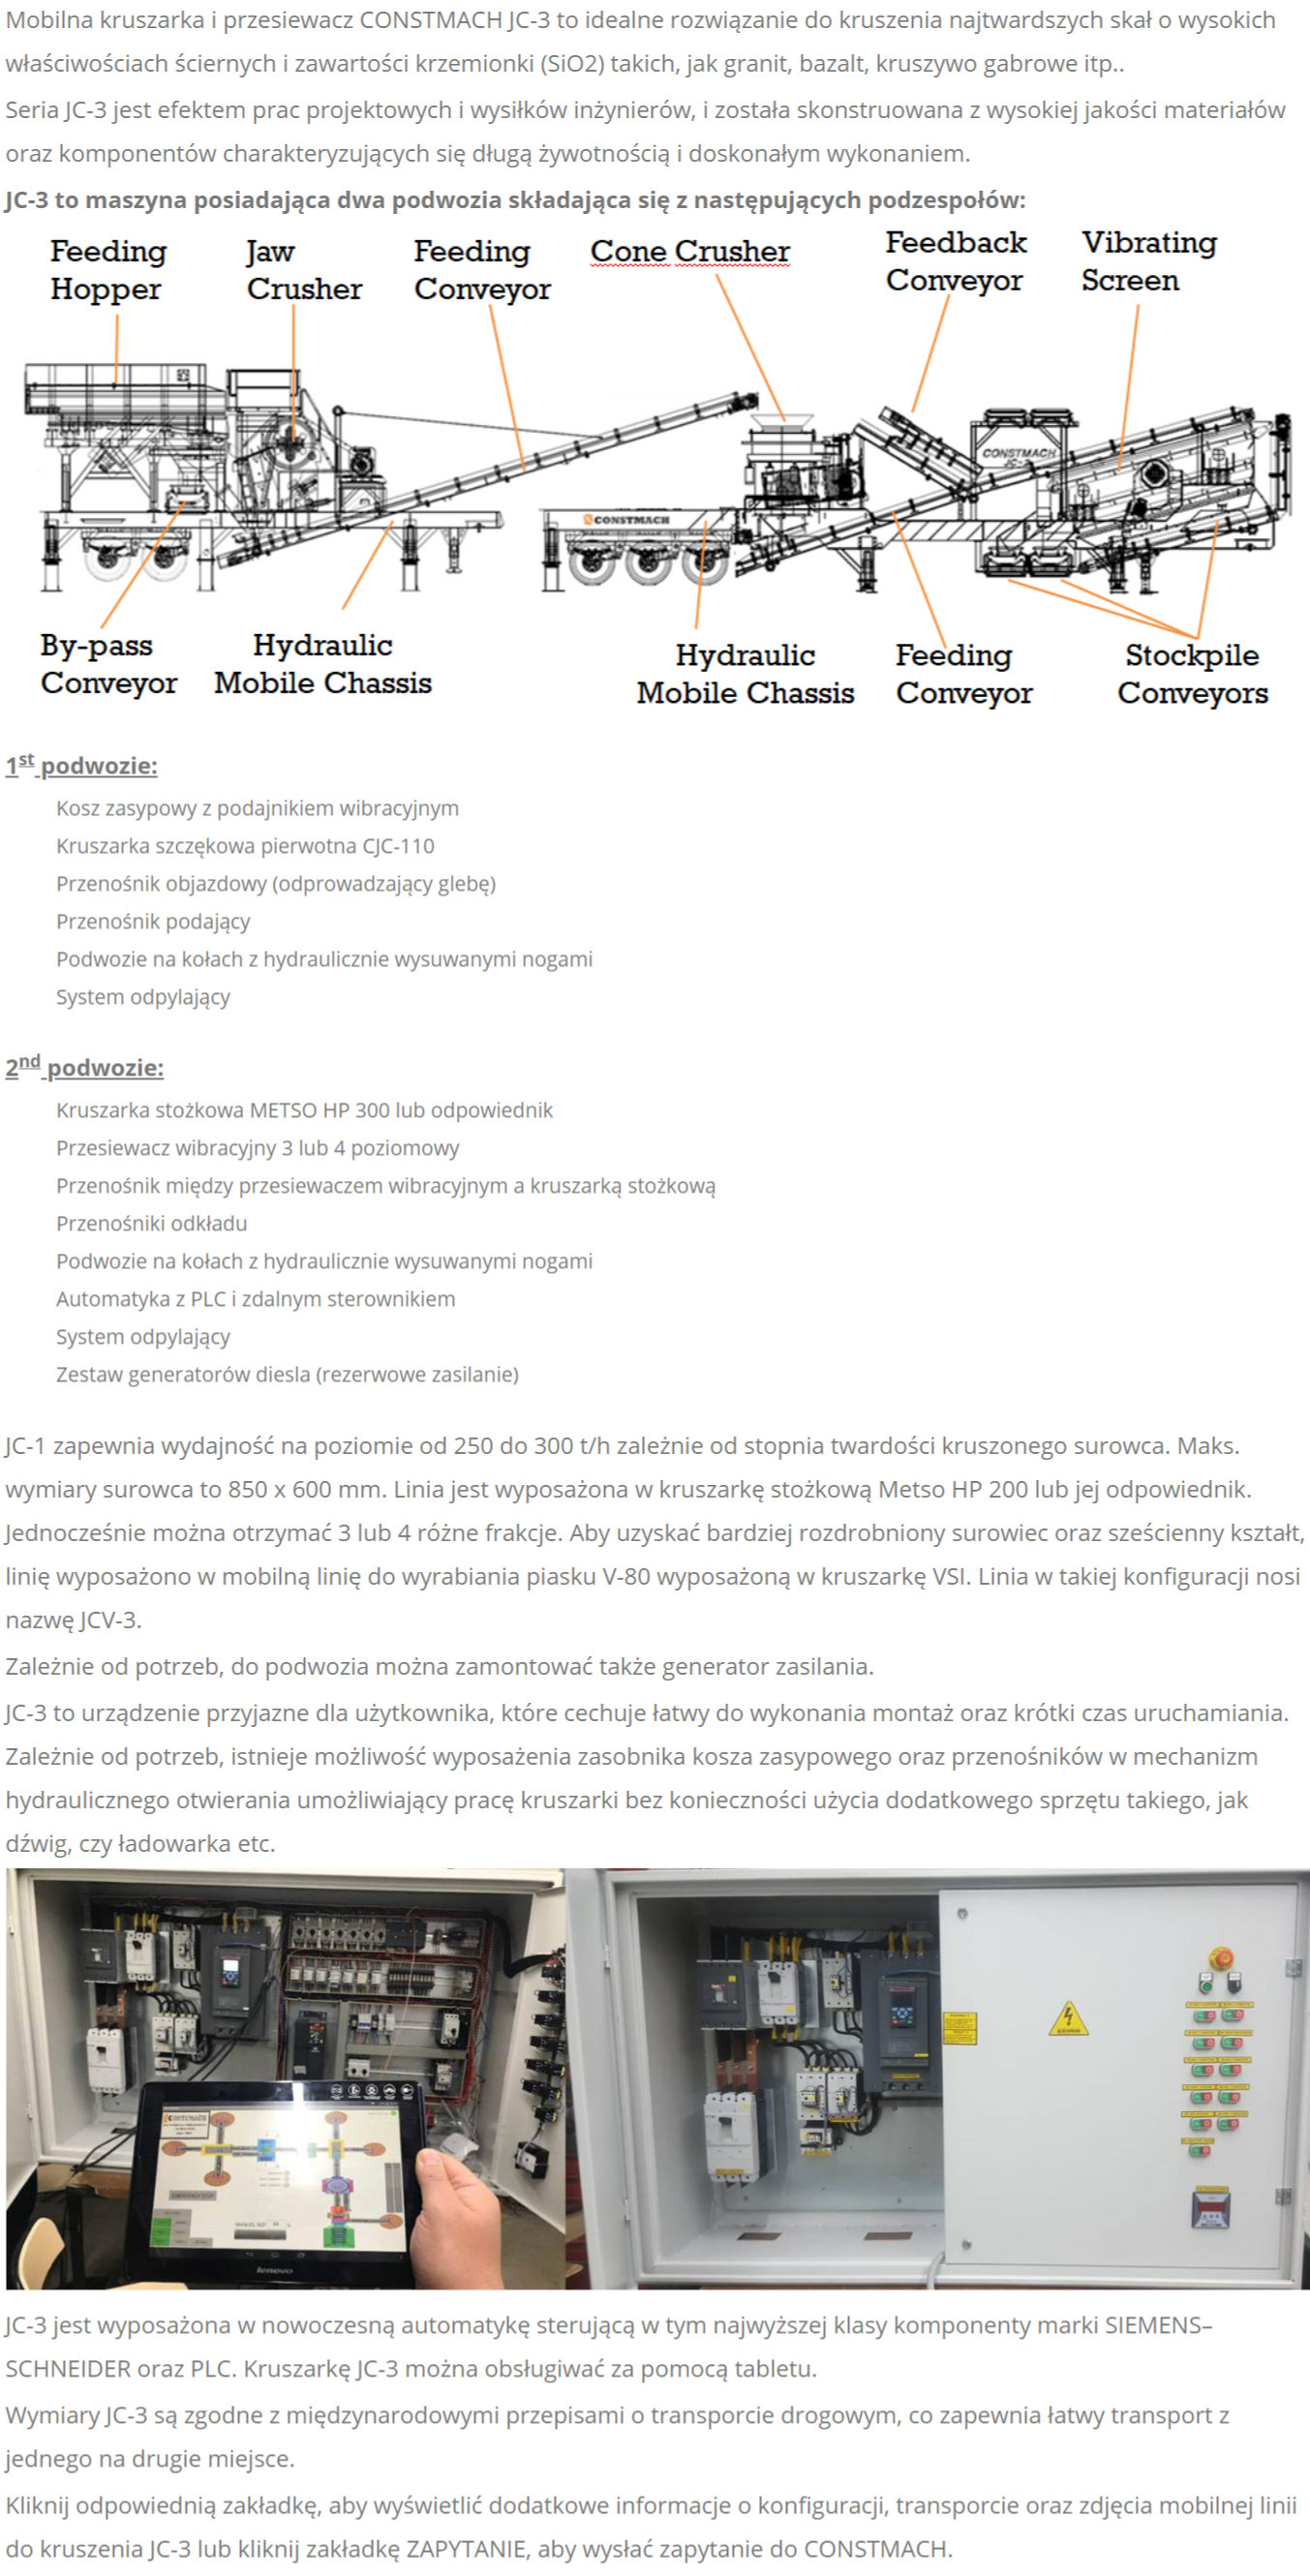 Mobilna kruszarka i przesiewacz CONSTMACH JC-3 to idealne rozwiązanie do kruszenia najtwardszych skał o wysokich
właściwościach ściernych i zawartości krzemionki (SiO2) takich, jak granit, bazalt, kruszywo gabrowe itp..
Seria JC-3 jest efektem prac projektowych i wysiłków inżynierów, i została skonstruowana z wysokiej jakości materiałów
oraz komponentów charakteryzujących się długą żywotnością i doskonałym wykonaniem.
JC-3 to maszyna posiadająca dwa podwozia składająca się z następujących podzespołów:
Feeding Hopper
Jaw Crusher
Feeding Conveyor
Cone Crusher
Feedback Conveyor
Vibrating Screen
CONSTMACH
CONSTMACH
By-pass Conveyor
Hydraulic Mobile Chassis
Hydraulic Mobile Chassis
Feeding Conveyor
Stockpile Conveyors
1st podwozie:
Kosz zasypowy z podajnikiem wibracyjnym
Kruszarka szczękowa pierwotna CJC-110
Przenośnik objazdowy (odprowadzający glebę)
Przenośnik podający
Podwozie na kołach z hydraulicznie wysuwanymi nogami
System odpylający
2nd podwozie:
Kruszarka stożkowa METSO HP 300 lub odpowiednik
Przesiewacz wibracyjny 3 lub 4 poziomowy
Przenośnik między przesiewaczem wibracyjnym a kruszarką stożkową
Przenośniki odkładu
Podwozie na kołach z hydraulicznie wysuwanymi nogami
Automatyka z PLC i zdalnym sterownikiem
System odpylający
Zestaw generatorów diesla (rezerwowe zasilanie)
JC-1 zapewnia wydajność na poziomie od 250 do 300 t/h zależnie od stopnia twardości kruszonego surowca. Maks.
wymiary surowca to 850 x 600 mm. Linia jest wyposażona w kruszarkę stożkową Metso HP 200 lub jej odpowiednik.
Jednocześnie można otrzymać 3 lub 4 różne frakcje. Aby uzyskać bardziej rozdrobniony surowiec oraz sześcienny kształt,
linię wyposażono w mobilną linię do wyrabiania piasku V-80 wyposażoną w kruszarkę VSI. Linia w takiej konfiguracji nosi
nazwę JCV-3.
Zależnie od potrzeb, do podwozia można zamontować także generator zasilania.
JC-3 to urządzenie przyjazne dla użytkownika, które cechuje łatwy do wykonania montaż oraz krótki czas uruchamiania.
Zależnie od potrzeb, istnieje możliwość wyposażenia zasobnika kosza zasypowego oraz przenośników w mechanizm
hydraulicznego otwierania umożliwiający pracę kruszarki bez konieczności użycia dodatkowego sprzętu takiego, jak
dźwig, czy ładowarka etc.
lenovo
JC-3 jest wyposażona w nowoczesną automatykę sterującą w tym najwyższej klasy komponenty marki SIEMENS–
SCHNEIDER oraz PLC. Kruszarkę JC-3 można obsługiwać za pomocą tabletu.
Wymiary JC-3 są zgodne z międzynarodowymi przepisami o transporcie drogowym, co zapewnia łatwy transport z
jednego na drugie miejsce.
Kliknij odpowiednią zakładkę, aby wyświetlić dodatkowe informacje o konfiguracji, transporcie oraz zdjęcia mobilnej linii
do kruszenia JC-3 lub kliknij zakładkę ZAPYTANIE, aby wysłać zapytanie do CONSTMACH.